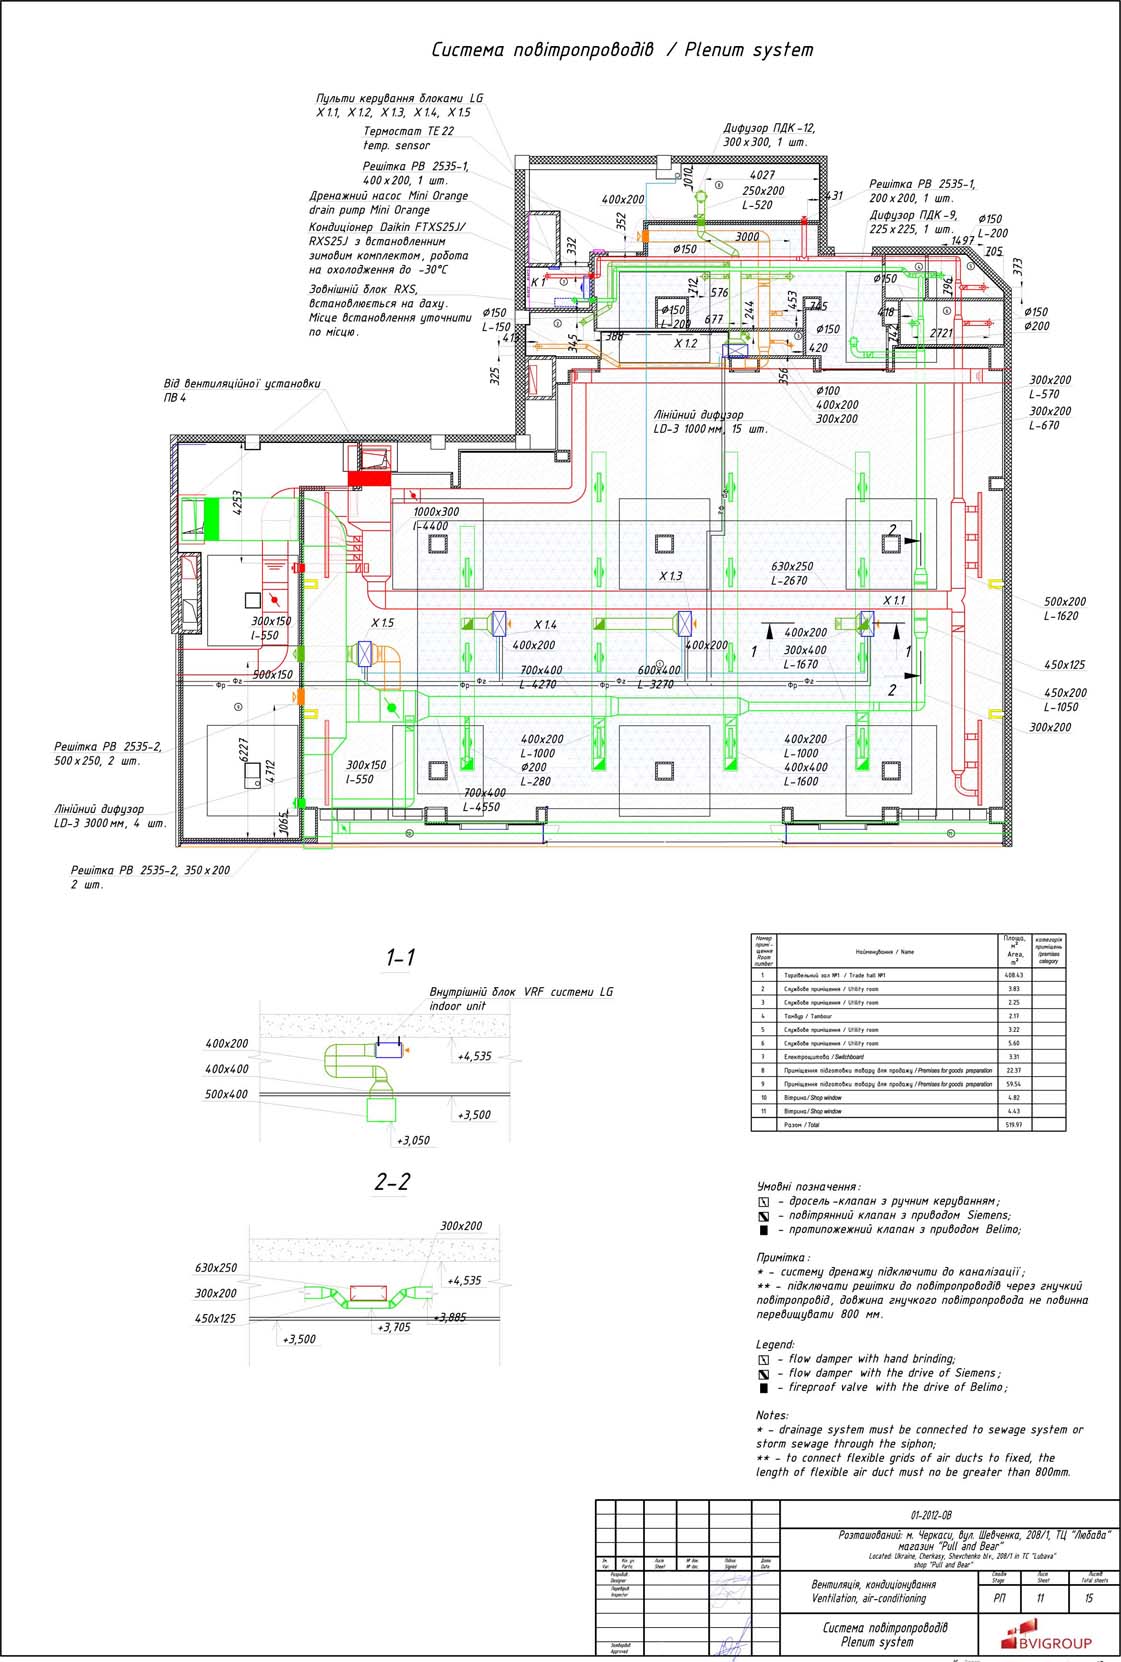 Система повітропроводів / Plenum system
Пульти керування блоками LG
X 1.1, X 1.2, X 1.3, X 1.4, X 1.5
Термостат TE 22
temp. sensor
Решітка РВ 2535-1,
400 x 200, 1 шт.
Дренажний насос Mini Orange
drain pump Mini Orange
Кондиціонер Daikin FTXS25J/
RXS25J з встановленим
зимовим комплектом, робота
на охолодження до -30°C
Зовнішній блок RXS,
встановлюється на даху.
Місце встановлення уточнити
по місцю.
Дифузор ПДК-12,
300 x 300, 1 шт.
Решітка РВ 2535-1,
200 x 200, 1 шт.
Дифузор ПДК-9,
225 x 225, 1 шт.
4027
1010
250x200
L-520
431
400x200
352
332
Ø150
3000
Ø150
L-200
1497
705
373
K 1
712
576
Ø150
796
Ø150
L-150
Ø150
L-200
244
453
745
418
Ø150
Ø200
677
Ø150
742
2721
345
388
X 1.2
420
325
356
Ø100
400x200
300x200
300x200
L-570
300x200
L-670
Від вентиляційної установки
ПВ 4
Лінійний дифузор
LD-3 1000 мм, 15 шт.
4253
1000x300
l-4400
2
630x250
L-2670
X 1.3
X 1.1
500x200
L-1620
300x150
l-550
X 1.5
X 1.4
400x200
400x200
400x200
1
1
300x400
L-1670
450x125
500x150
700x400
L-4270
600x400
L-3270
2
450x200
L-1050
Фр
Фг
Фр
Фг
Фр
Фг
300x200
Решітка РВ 2535-2,
500 x 250, 2 шт.
6227
4712
300x150
l-550
400x200
L-1000
Ø200
L-280
400x200
L-1000
400x400
L-1600
700x400
L-4550
Лінійний дифузор
LD-3 3000 мм, 4 шт.
1065
Решітка РВ 2535-2, 350 x 200
2 шт.
1-1
Внутрішній блок VRF системи LG
indoor unit
400x200
400x400
500x400
+4,535
+3,500
+3,050
2-2
300x200
630x250
300x200
450x125
+4,535
+3,885
+3,705
+3,500
Номер приміщення Room number
Найменування / Name
Площа, м² Area, m²
категорія приміщень /premises category
1 Торгівельний зал №1 / Trade hall №1 408.43
2 Службове приміщення / Utility room 3.83
3 Службове приміщення / Utility room 2.25
4 Тамбур / Tambour 2.17
5 Службове приміщення / Utility room 3.22
6 Службове приміщення / Utility room 5.60
7 Електрощитова / Switchboard 3.31
8 Приміщення підготовки товару для продажу / Premises for goods preparation 22.37
9 Приміщення підготовки товару для продажу / Premises for goods preparation 59.54
10 Вітрина / Shop window 4.82
11 Вітрина / Shop window 4.43
Разом / Total 519.97
Умовні позначення:
- дросель-клапан з ручним керуванням;
- повітрянний клапан з приводом Siemens;
- протипожежний клапан з приводом Belimo;
Примітка:
* - систему дренажу підключити до каналізації;
** - підключати решітки до повітропроводів через гнучкий
повітропровід, довжина гнучкого повітропровода не повинна
перевищувати 800 мм.
Legend:
- flow damper with hand brinding;
- flow damper with the drive of Siemens;
- fireproof valve with the drive of Belimo;
Notes:
* - drainage system must be connected to sewage system or
storm sewage through the siphon;
** - to connect flexible grids of air ducts to fixed, the
length of flexible air duct must no be greater than 800mm.
01-2012-ОВ
Розташований: м. Черкаси, вул. Шевченка, 208/1, ТЦ "Любава"
магазин "Pull and Bear"
Located: Ukraine, Cherkasy, Shevchenko blv, 208/1 in TC "Lubava"
shop "Pull and Bear"
Розробив
Designer
Перевірив
Inspector
Затвердив
Approved
Вентиляція, кондиціонування
Ventilation, air-conditioning
Стадія Stage
Лист Sheet
Листів Total sheets
РП 11 15
Система повітропроводів
Plenum system
BVIGROUP